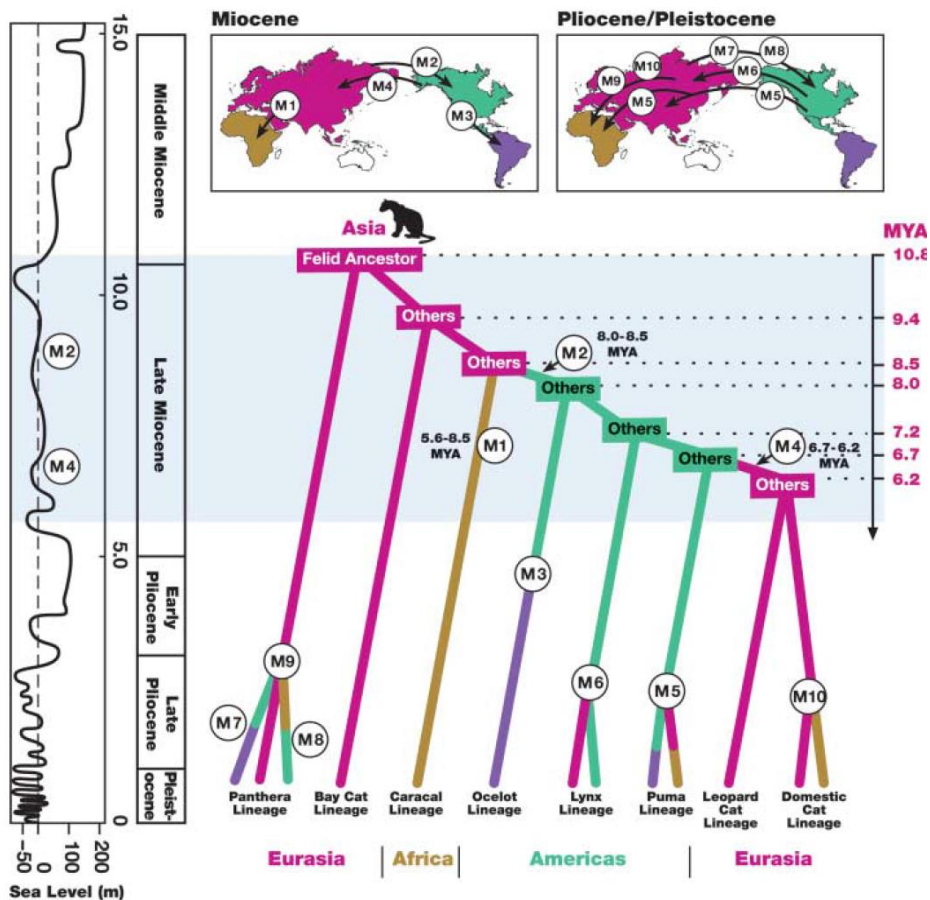 Miocene
Pliocene/Pleistocene
15.0
Middle Miocene
M1
M2
M4
M3
M7
M8
M10
M6
M9
M5
M5
Asia
MYA
Felid Ancestor
10.8
10.0
Others
9.4
M2
8.0-8.5
MYA
M2
Others
8.5
Others
8.0
Late Miocene
5.6-8.5
MYA
M1
Others
7.2
M4
Others
M4
6.7-6.2
MYA
6.7
Others
6.2
5.0
M3
Early
Pliocene
M9
M6
M5
M10
Late
Pliocene
M7
M8
Pleist-
ocene
0
Panthera
Lineage
Bay Cat
Lineage
Caracal
Lineage
Ocelot
Lineage
Lynx
Lineage
Puma
Lineage
Leopard
Cat
Lineage
Domestic
Cat
Lineage
-50
0
100
200
Sea Level (m)
Eurasia
Africa
Americas
Eurasia